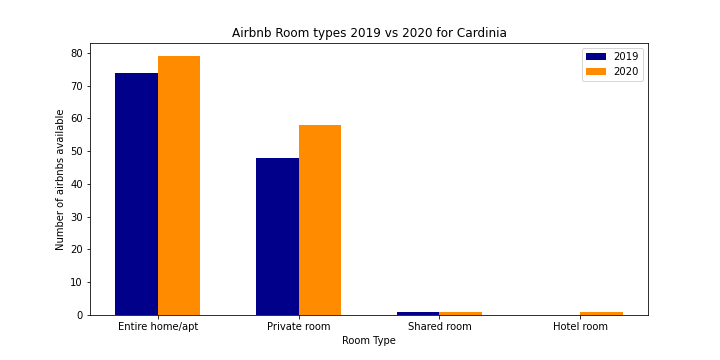 Airbnb Room types 2019 vs 2020 for Cardinia
2019
2020
Number of airbnbs available
80
70
60
50
40
30
20
10
0
Entire home/apt Private room Shared room Hotel room
Room Type